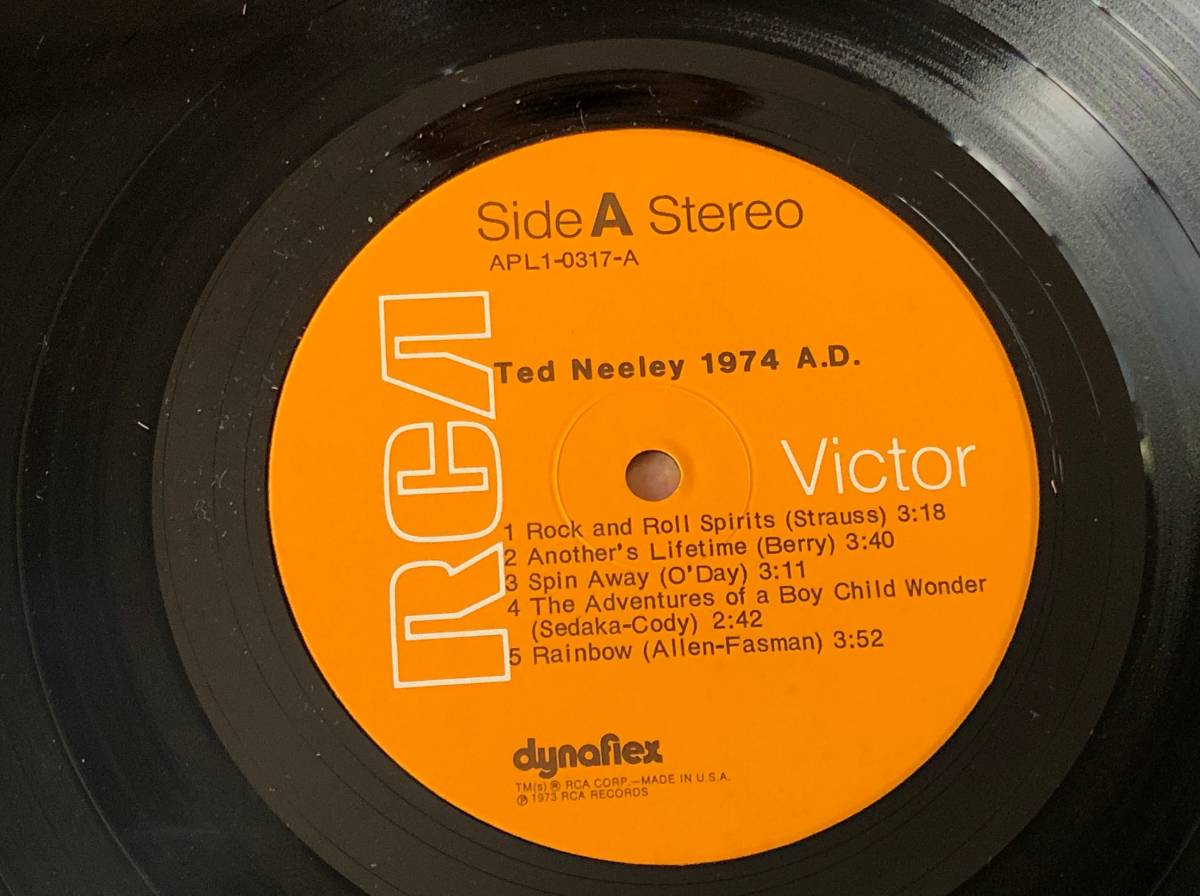 Side A Stereo
APL1-0317-A
RCA
Ted Neeley 1974 A.D.
Victor
1 Rock and Roll Spirits (Strauss) 3:18
2 Another's Lifetime (Berry) 3:40
3 Spin Away (O'Day) 3:11
4 The Adventures of a Boy Child Wonder
(Sedaka-Cody) 2:42
5 Rainbow (Allen-Fasman) 3:52
dynaflex
TM(s) ® RCA CORP.—MADE IN U.S.A.
℗ 1973 RCA RECORDS